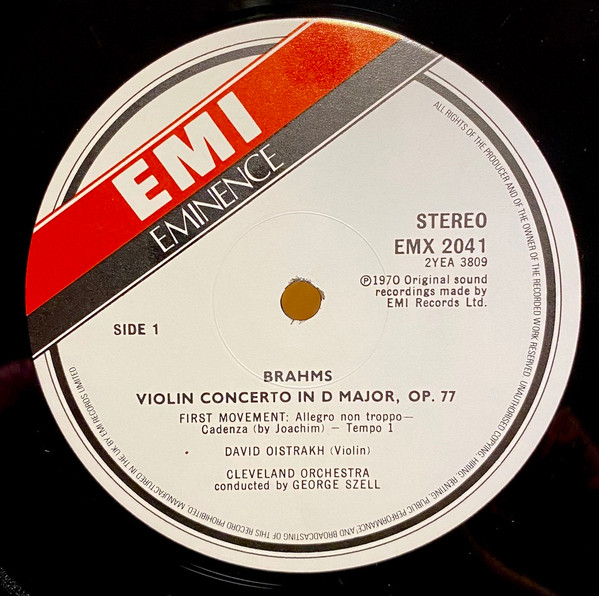 EMI
EMINENCE
STEREO
EMX 2041
2YEA 3809
℗1970 Original sound
recordings made by
EMI Records Ltd.
SIDE 1
BRAHMS
VIOLIN CONCERTO IN D MAJOR, OP. 77
FIRST MOVEMENT; Allegro non troppo—
Cadenza (by Joachim) – Tempo 1
DAVID OISTRAKH (Violin)
CLEVELAND ORCHESTRA
conducted by GEORGE SZELL
ALL RIGHTS OF THE PRODUCER AND OF THE OWNER OF THE RECORDED WORK RESERVED. UNAUTHORISED COPYING, HIRING, RENTING, PUBLIC PERFORMANCE AND BROADCASTING OF THIS RECORD PROHIBITED. MANUFACTURED IN THE UK BY EMI RECORDS LIMITED